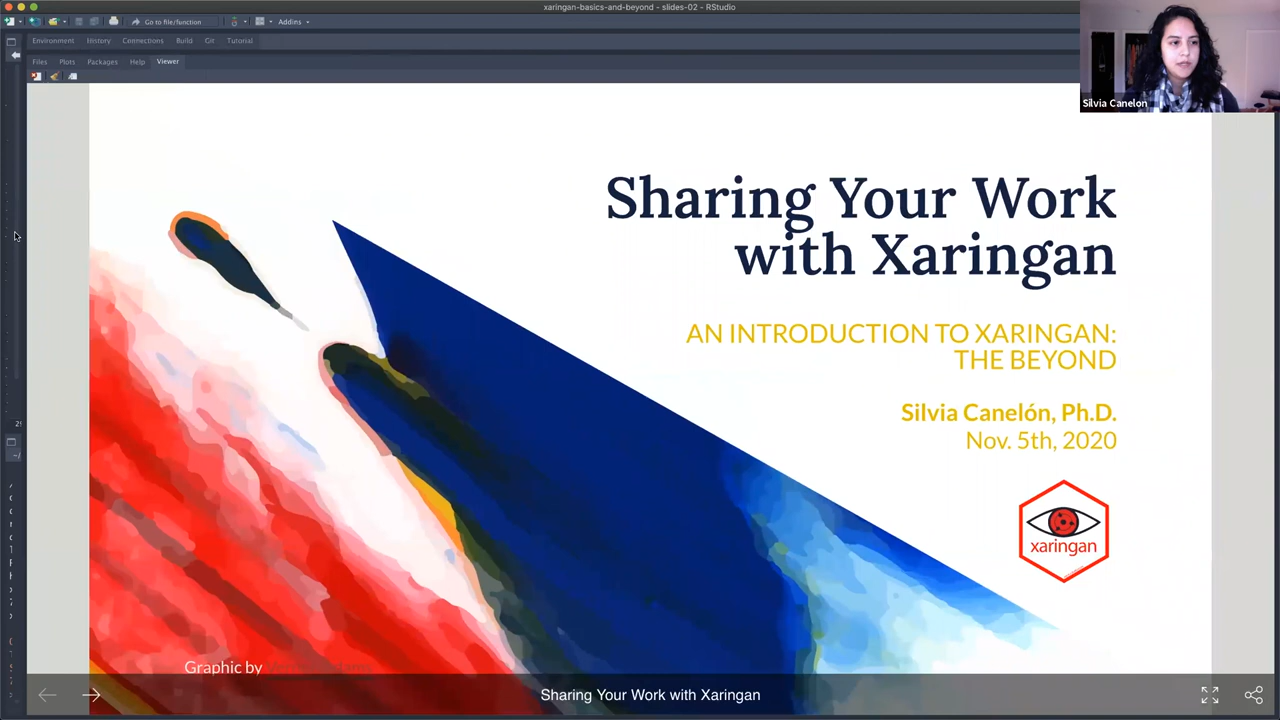 xaringan-basics-and-beyond - slides-02 - RStudio
Go to file/function
Addins
Environment History Connections Build Git Tutorial
Files Plots Packages Help Viewer
Silvia Canelon
Sharing Your Work
with Xaringan
AN INTRODUCTION TO XARINGAN:
THE BEYOND
Silvia Canelón, Ph.D.
Nov. 5th, 2020
xaringan
Graphic by
Sharing Your Work with Xaringan